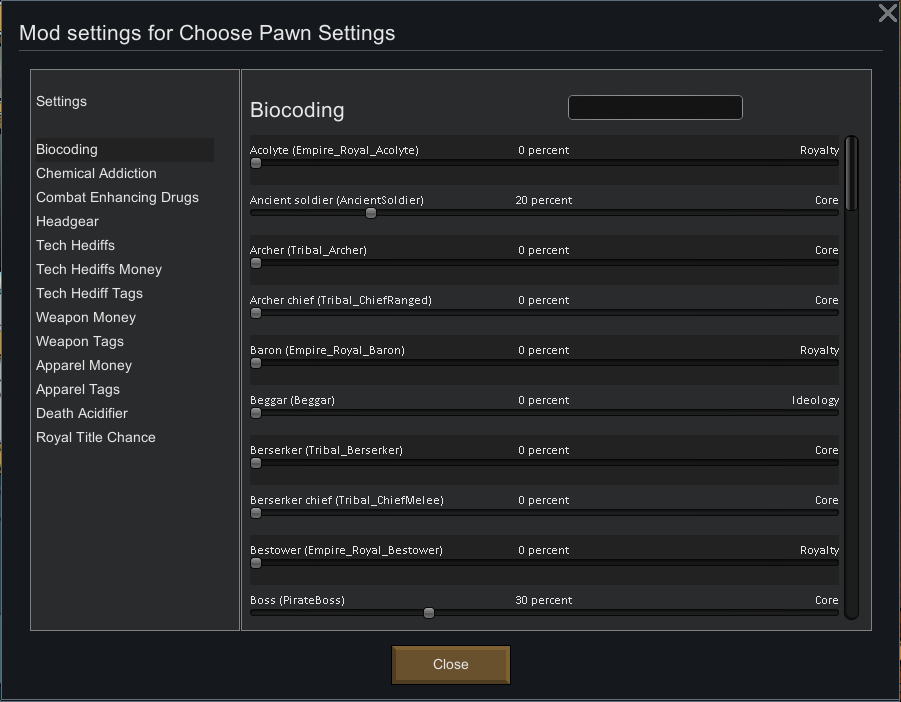 Mod settings for Choose Pawn Settings
Settings
Biocoding
Chemical Addiction
Combat Enhancing Drugs
Headgear
Tech Hediffs
Tech Hediffs Money
Tech Hediff Tags
Weapon Money
Weapon Tags
Apparel Money
Apparel Tags
Death Acidifier
Royal Title Chance
Biocoding
Acolyte (Empire_Royal_Acolyte) 0 percent Royalty
Ancient soldier (AncientSoldier) 20 percent Core
Archer (Tribal_Archer) 0 percent Core
Archer chief (Tribal_ChiefRanged) 0 percent Core
Baron (Empire_Royal_Baron) 0 percent Royalty
Beggar (Beggar) 0 percent Ideology
Berserker (Tribal_Berserker) 0 percent Core
Berserker chief (Tribal_ChiefMelee) 0 percent Core
Bestower (Empire_Royal_Bestower) 0 percent Royalty
Boss (PirateBoss) 30 percent Core
Close